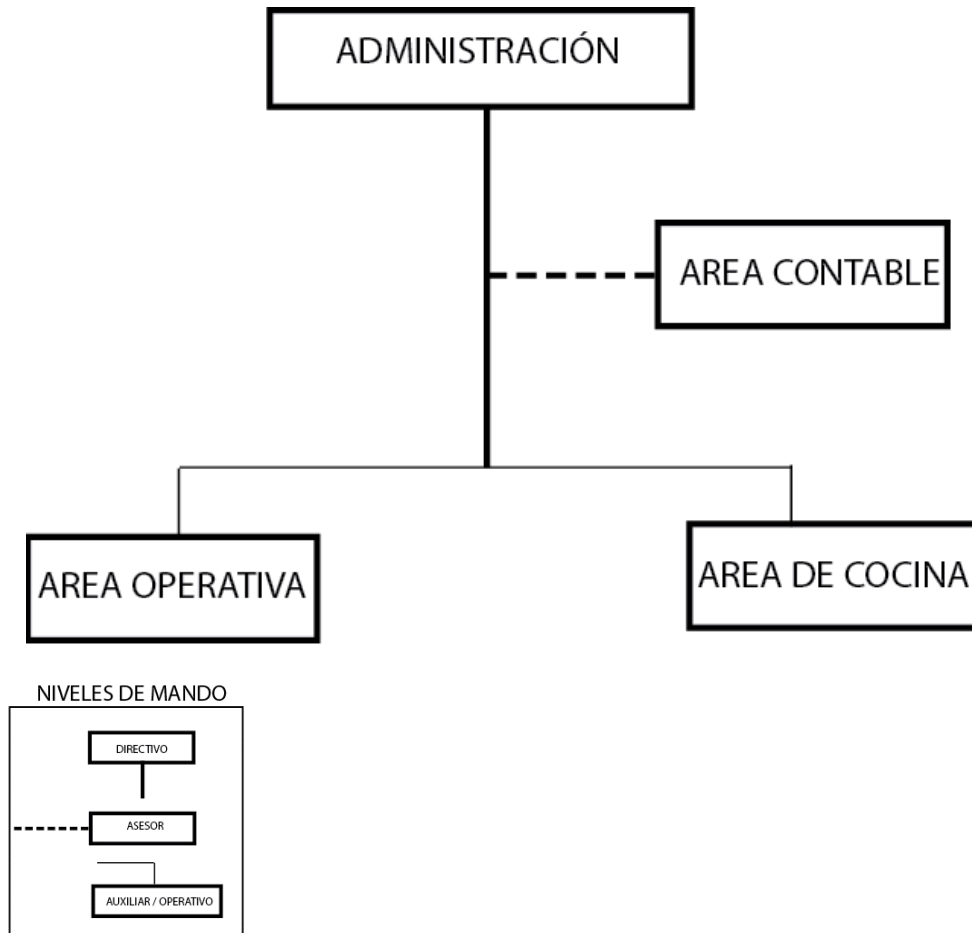 ADMINISTRACIÓN
AREA CONTABLE
AREA OPERATIVA
AREA DE COCINA
NIVELES DE MANDO
DIRECTIVO
ASESOR
AUXILIAR / OPERATIVO